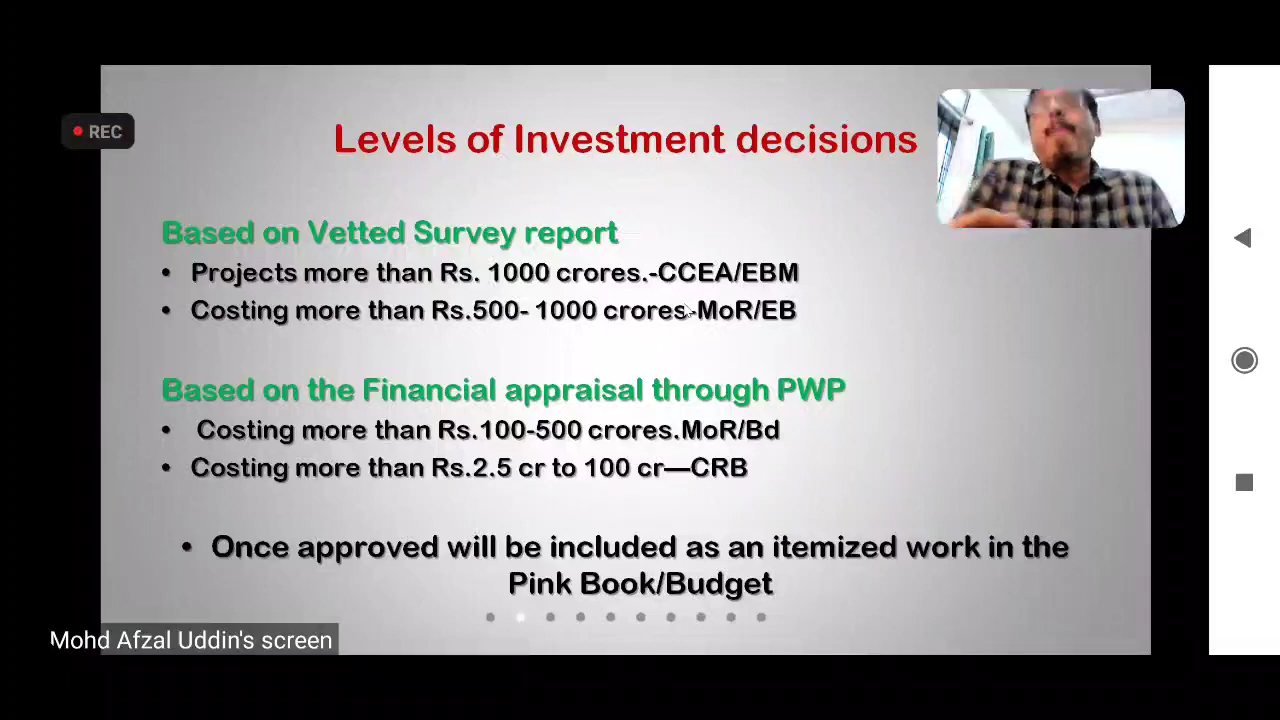 REC
Levels of Investment decisions
Based on Vetted Survey report
• Projects more than Rs. 1000 crores.-CCEA/EBM
• Costing more than Rs.500- 1000 crores-MoR/EB
Based on the Financial appraisal through PWP
• Costing more than Rs.100-500 crores.MoR/Bd
• Costing more than Rs.2.5 cr to 100 cr—CRB
• Once approved will be included as an itemized work in the
Pink Book/Budget
Mohd Afzal Uddin's screen